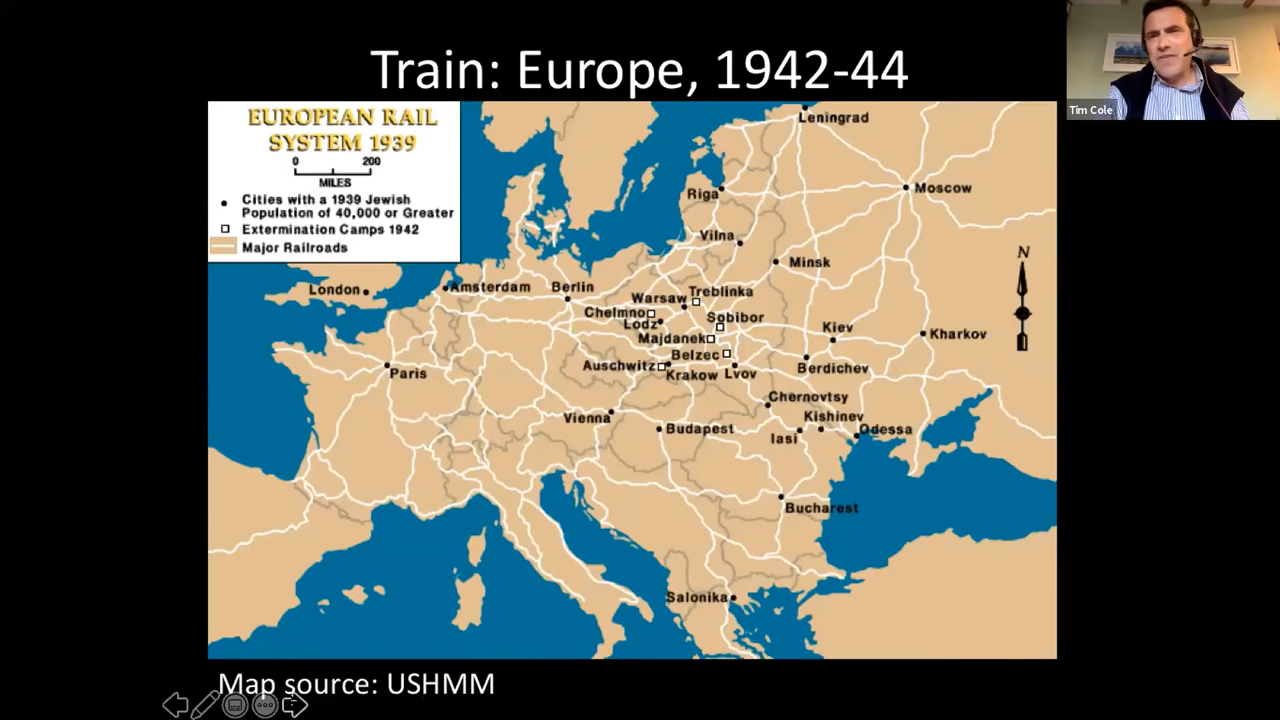 Train: Europe, 1942-44
Tim Cole
EUROPEAN RAIL
SYSTEM 1939
0 200
MILES
Cities with a 1939 Jewish
Population of 40,000 or Greater
Extermination Camps 1942
Major Railroads
Leningrad
Moscow
Riga
Vilna
N
Minsk
London
Amsterdam
Berlin
Warsaw
Treblinka
Chelmno
Sobibor
Lodz
Kiev
Kharkov
Majdanek
Belzec
Auschwitz
Krakow
Lvov
Berdichev
Paris
Chernovtsy
Vienna
Kishinev
Budapest
Iasi
Odessa
Bucharest
Salonika
Map source: USHMM